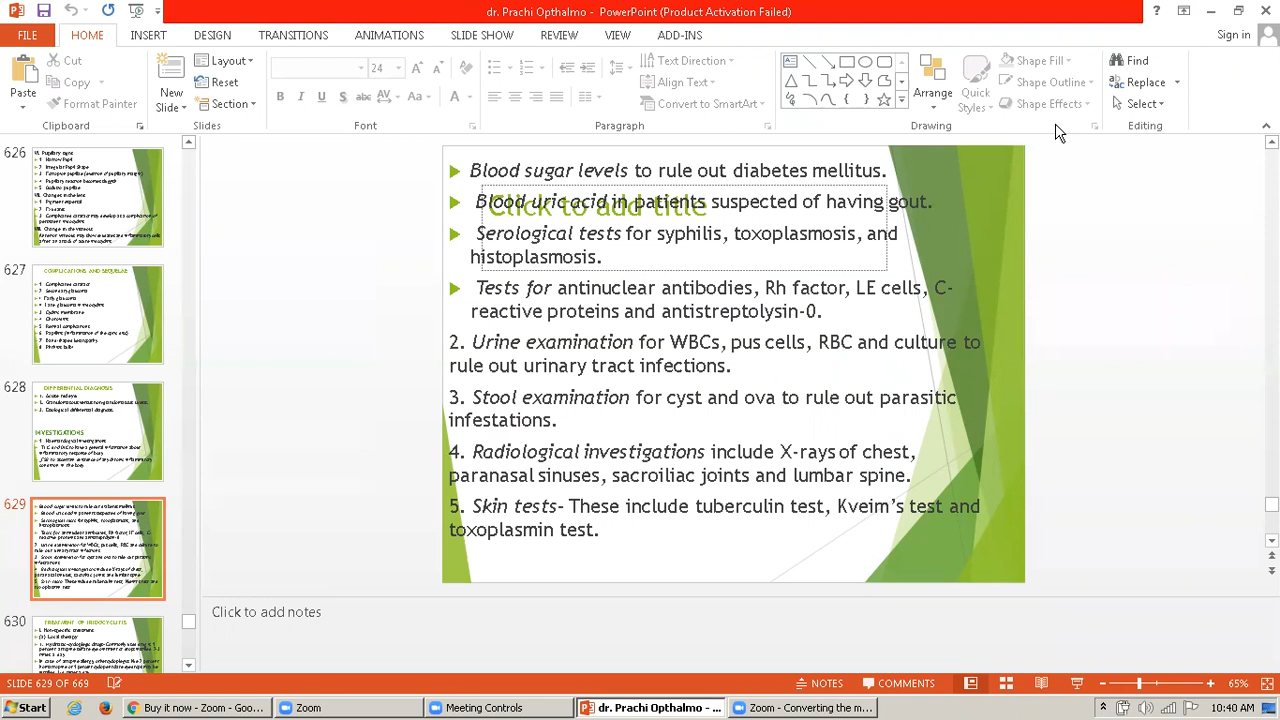 dr. Prachi Opthalmo - PowerPoint (Product Activation Failed)
FILE HOME INSERT DESIGN TRANSITIONS ANIMATIONS SLIDE SHOW REVIEW VIEW ADD-INS
Sign in
Paste
Cut
Copy
Format Painter
Clipboard
New Slide
Layout
Reset
Section
Slides
24
Font
Text Direction
Align Text
Convert to SmartArt
Paragraph
Arrange
Quick Styles
Shape Fill
Shape Outline
Shape Effects
Drawing
Find
Replace
Select
Editing
626
627
COMPLICATIONS AND SEQUELAE
628
DIFFERENTIAL DIAGNOSIS
INVESTIGATIONS
629
630
TREATMENT OF IRIDOCYCLITIS
Click to add title
Blood sugar levels to rule out diabetes mellitus.
Blood uric acid in patients suspected of having gout.
Serological tests for syphilis, toxoplasmosis, and
histoplasmosis.
Tests for antinuclear antibodies, Rh factor, LE cells, C-
reactive proteins and antistreptolysin-0.
2. Urine examination for WBCs, pus cells, RBC and culture to
rule out urinary tract infections.
3. Stool examination for cyst and ova to rule out parasitic
infestations.
4. Radiological investigations include X-rays of chest,
paranasal sinuses, sacroiliac joints and lumbar spine.
5. Skin tests- These include tuberculin test, Kveim's test and
toxoplasmin test.
Click to add notes
SLIDE 629 OF 669
NOTES COMMENTS 65%
Start
Buy it now - Zoom - Goo...
Zoom
Meeting Controls
dr. Prachi Opthalmo - ...
Zoom - Converting the m...
10:40 AM